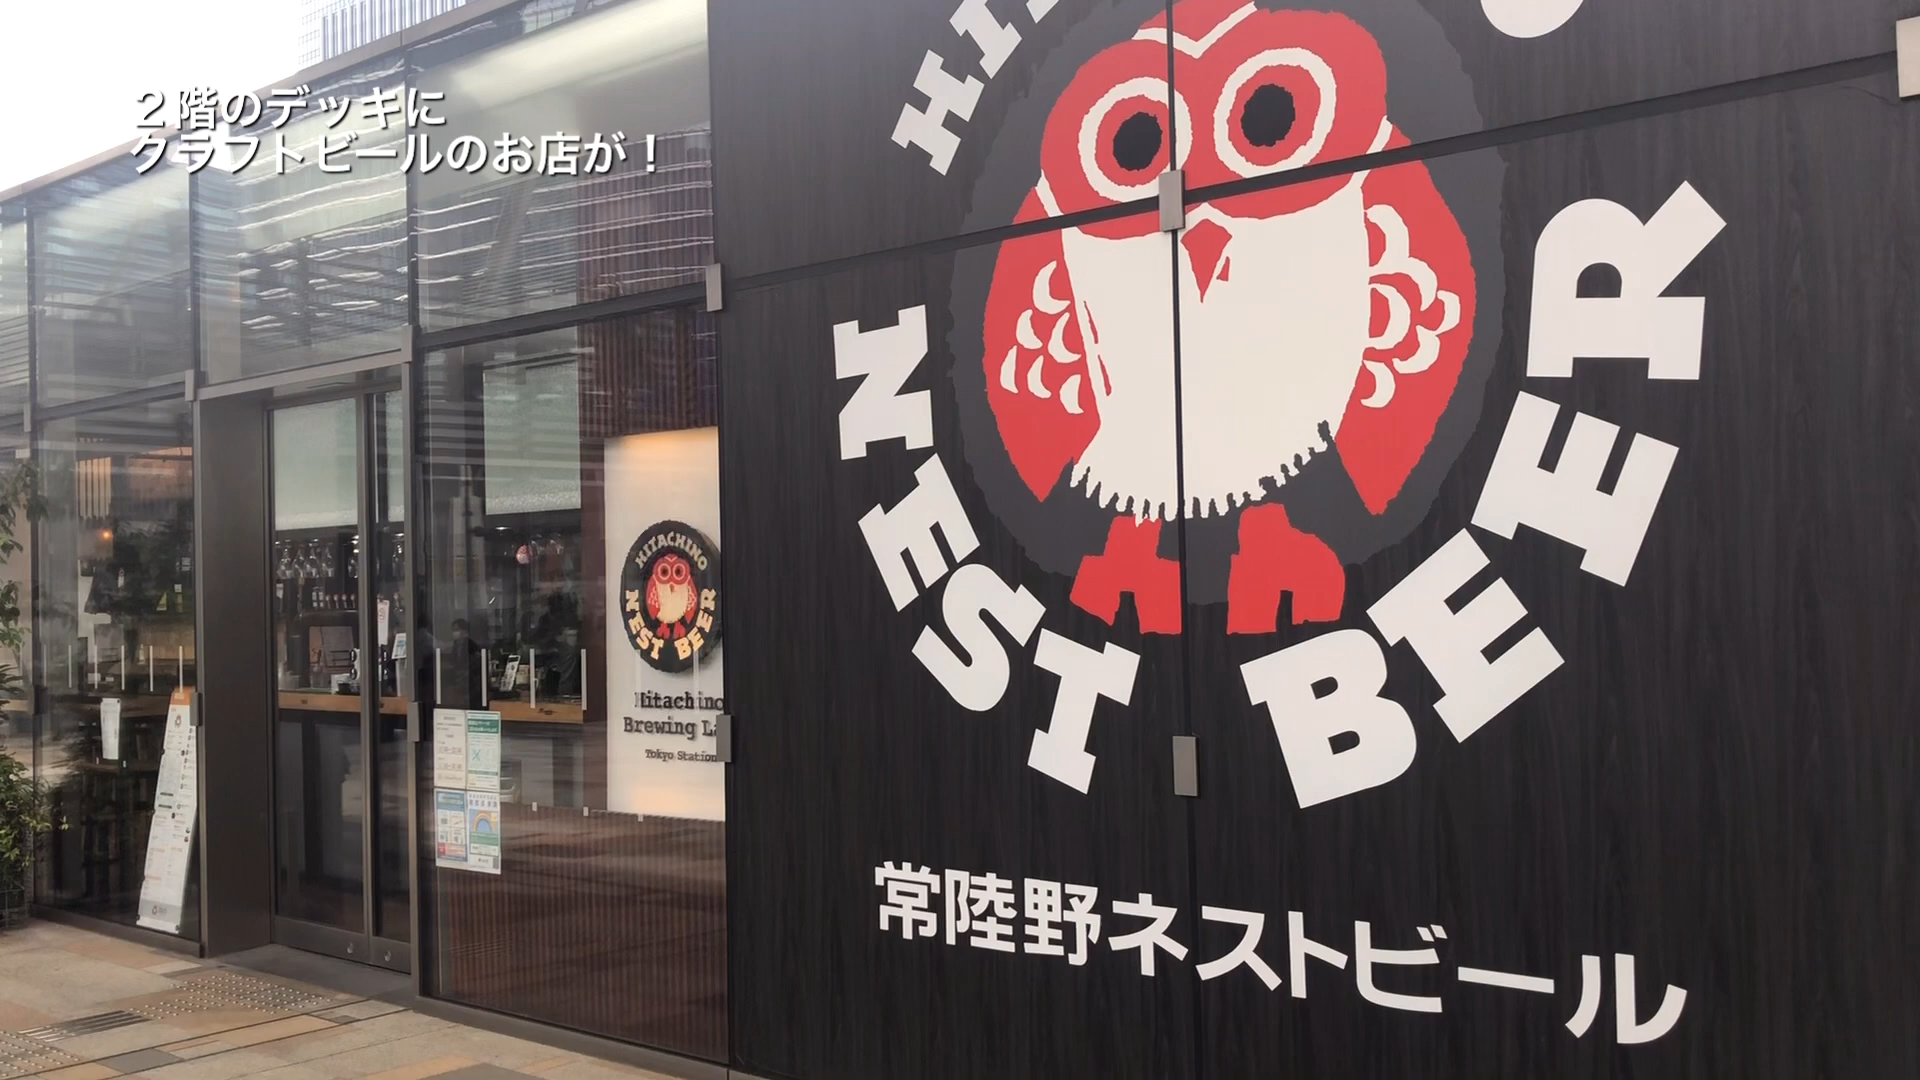 ２階のデッキに
クラフトビールのお店が！
NEST BEER
常陸野ネストビール
HITACHINO
NEST BEER
Hitachino
Brewing
Tokyo Station